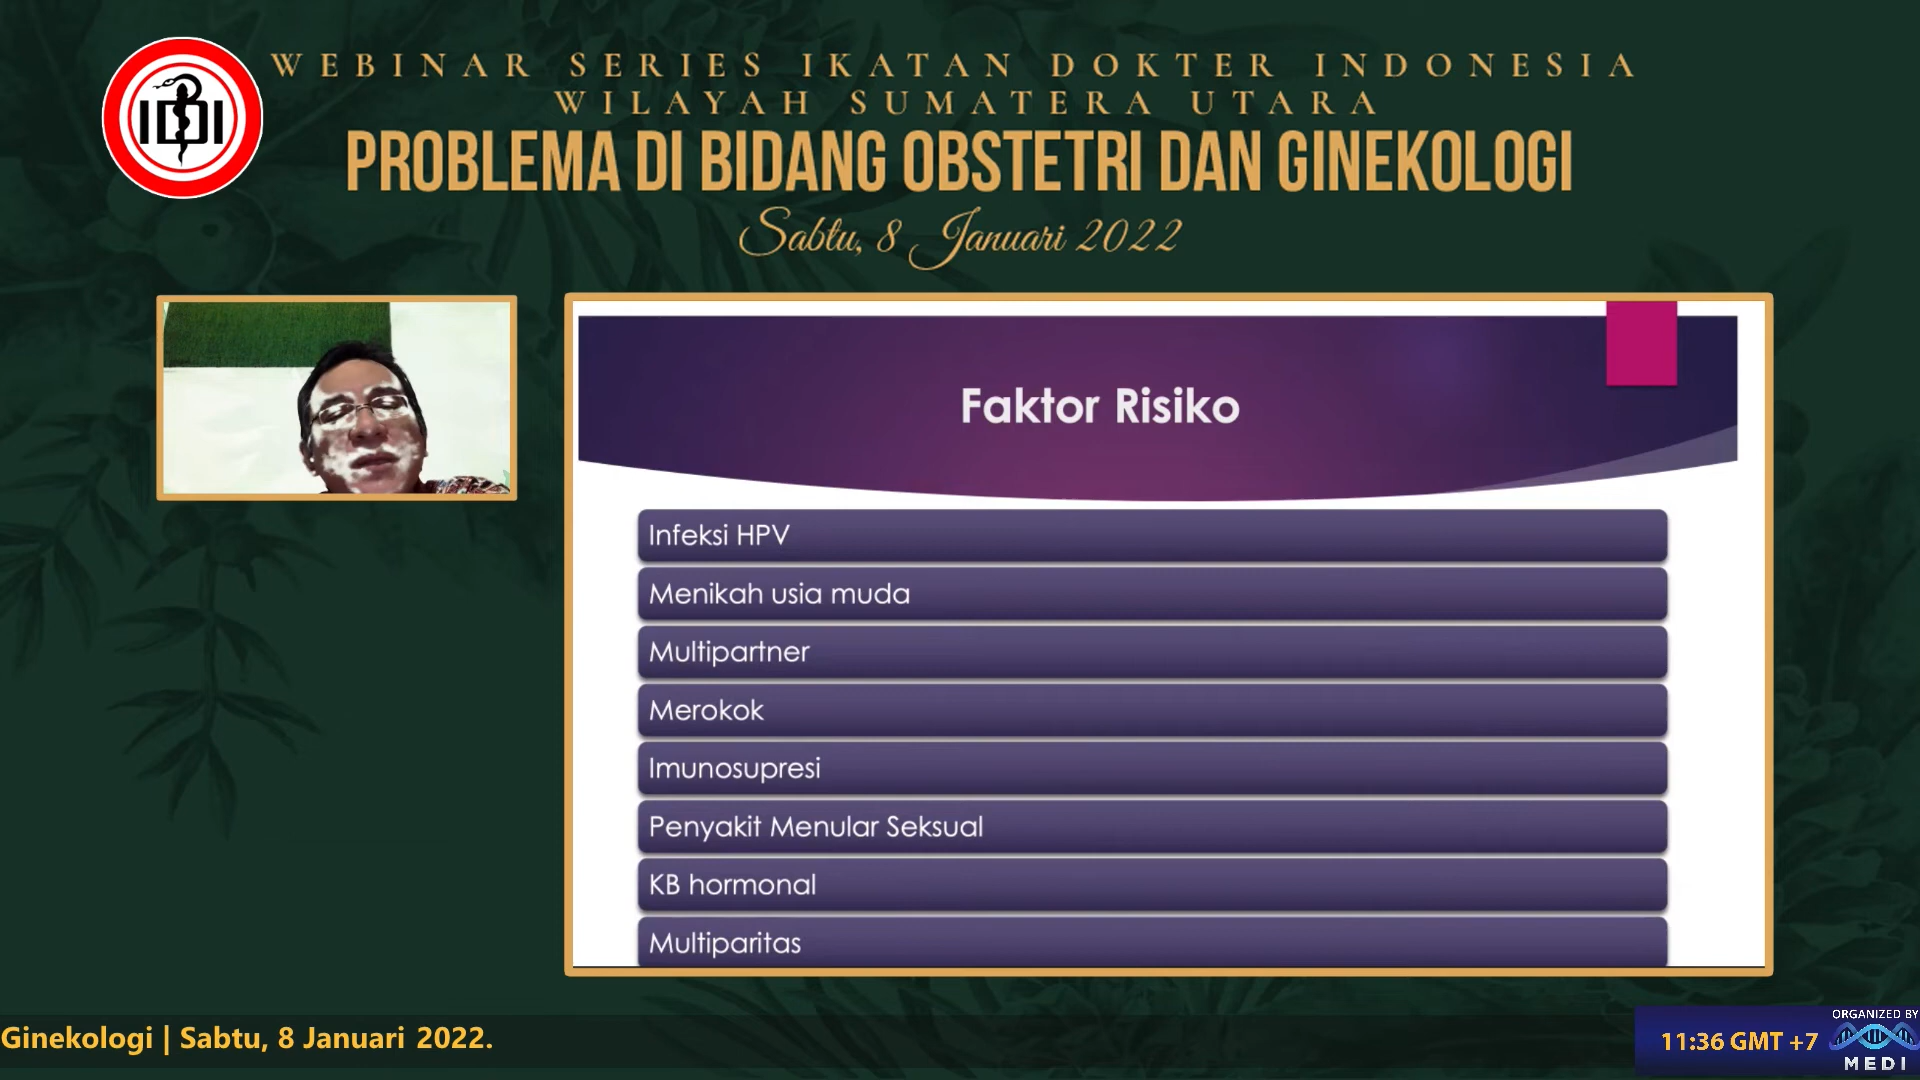 IDI
WEBINAR SERIES IKATAN DOKTER INDONESIA
WILAYAH SUMATERA UTARA
PROBLEMA DI BIDANG OBSTETRI DAN GINEKOLOGI
Sabtu, 8 Januari 2022
Faktor Risiko
Infeksi HPV
Menikah usia muda
Multipartner
Merokok
Imunosupresi
Penyakit Menular Seksual
KB hormonal
Multiparitas
Ginekologi | Sabtu, 8 Januari 2022.
11:36 GMT +7
ORGANIZED BY
MEDI